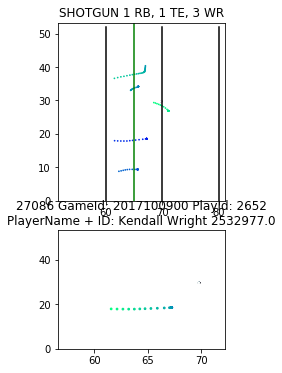 SHOTGUN 1 RB, 1 TE, 3 WR
50
40
30
20
10
0
60 70 80
27086 GameId: 2017100900 PlayId: 2652
PlayerName + ID: Kendall Wright 2532977.0
40
20
0
60 65 70